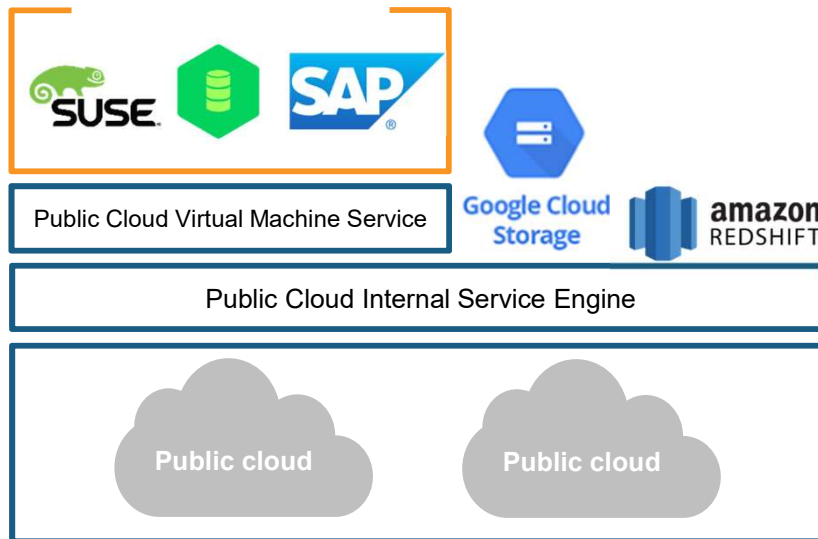 SUSE
SAP
®
Public Cloud Virtual Machine Service
Google Cloud
Storage
amazon
REDSHIFT
Public Cloud Internal Service Engine
Public cloud
Public cloud